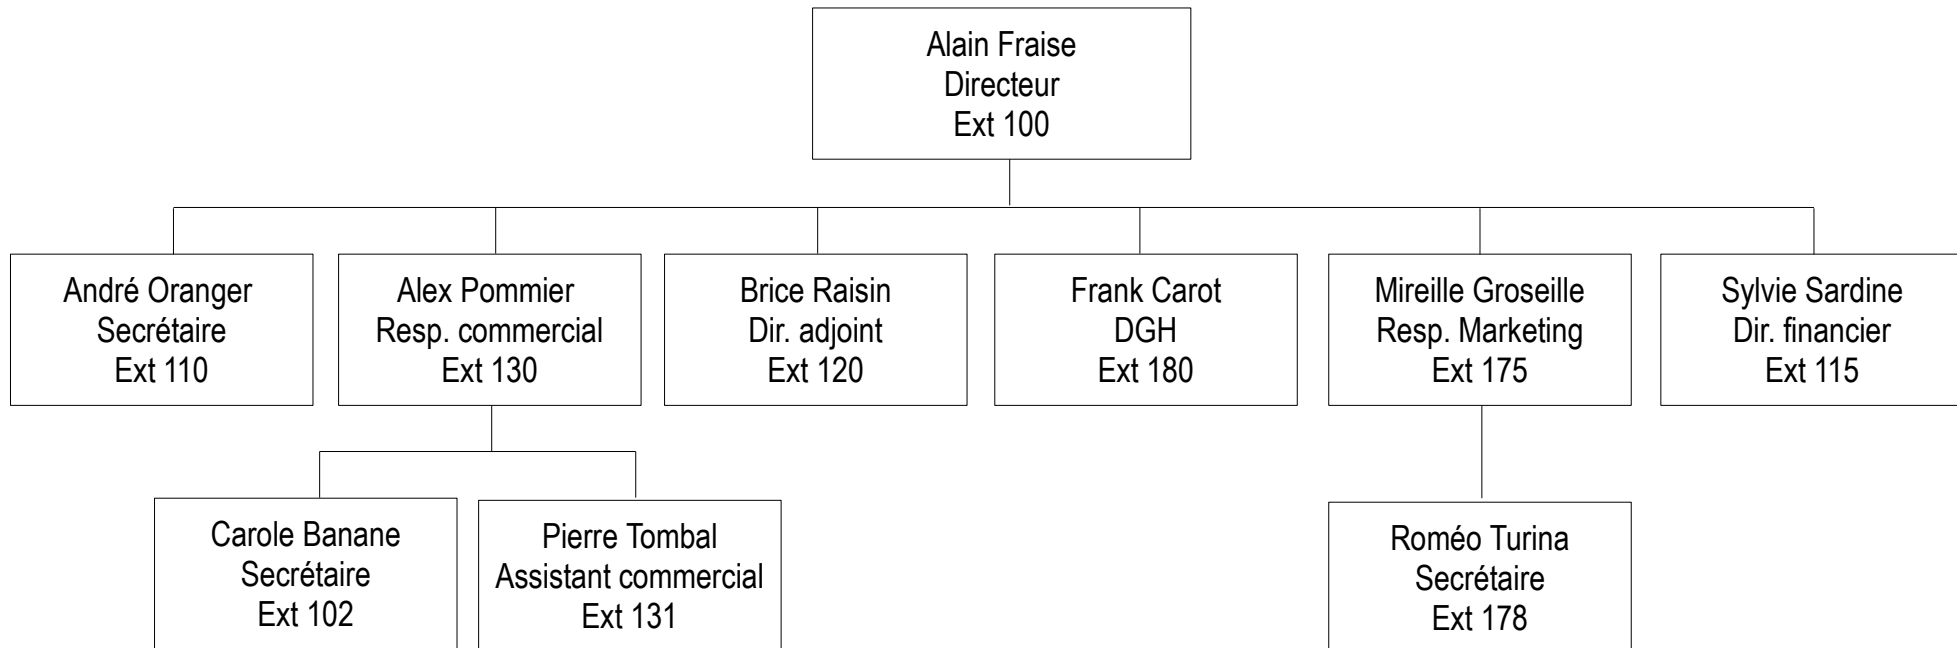 Alain Fraise
Directeur
Ext 100
André Oranger
Secrétaire
Ext 110
Alex Pommier
Resp. commercial
Ext 130
Brice Raisin
Dir. adjoint
Ext 120
Frank Carot
DGH
Ext 180
Mireille Groseille
Resp. Marketing
Ext 175
Sylvie Sardine
Dir. financier
Ext 115
Carole Banane
Secrétaire
Ext 102
Pierre Tombal
Assistant commercial
Ext 131
Roméo Turina
Secrétaire
Ext 178